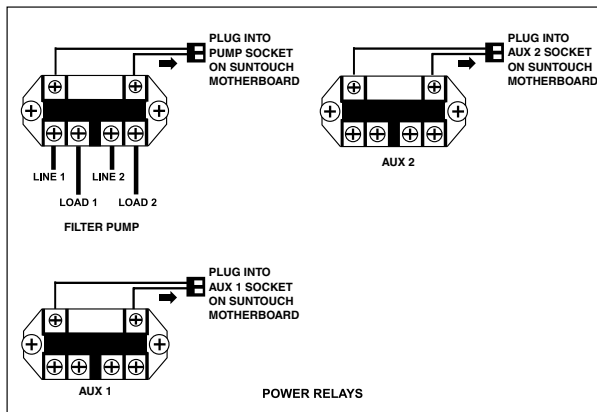 PLUG INTO
PUMP SOCKET
ON SUNTOUCH
MOTHERBOARD
LINE 1
LINE 2
LOAD 1
LOAD 2
FILTER PUMP
PLUG INTO
AUX 2 SOCKET
ON SUNTOUCH
MOTHERBOARD
AUX 2
PLUG INTO
AUX 1 SOCKET
ON SUNTOUCH
MOTHERBOARD
AUX 1
POWER RELAYS